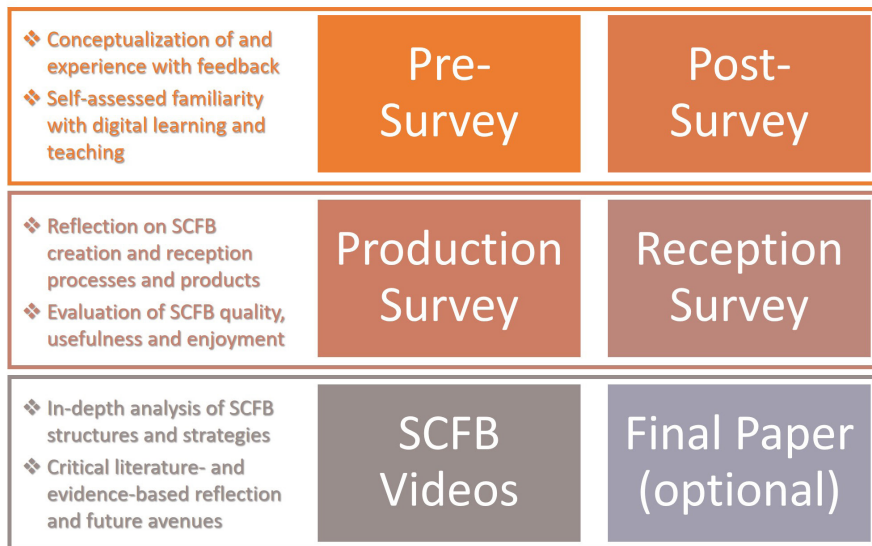 ❖ Conceptualization of and
experience with feedback
❖ Self-assessed familiarity
with digital learning and
teaching
Pre-
Survey
Post-
Survey
❖ Reflection on SCFB
creation and reception
processes and products
❖ Evaluation of SCFB quality,
usefulness and enjoyment
Production
Survey
Reception
Survey
❖ In-depth analysis of SCFB
structures and strategies
❖ Critical literature- and
evidence-based reflection
and future avenues
SCFB
Videos
Final Paper
(optional)